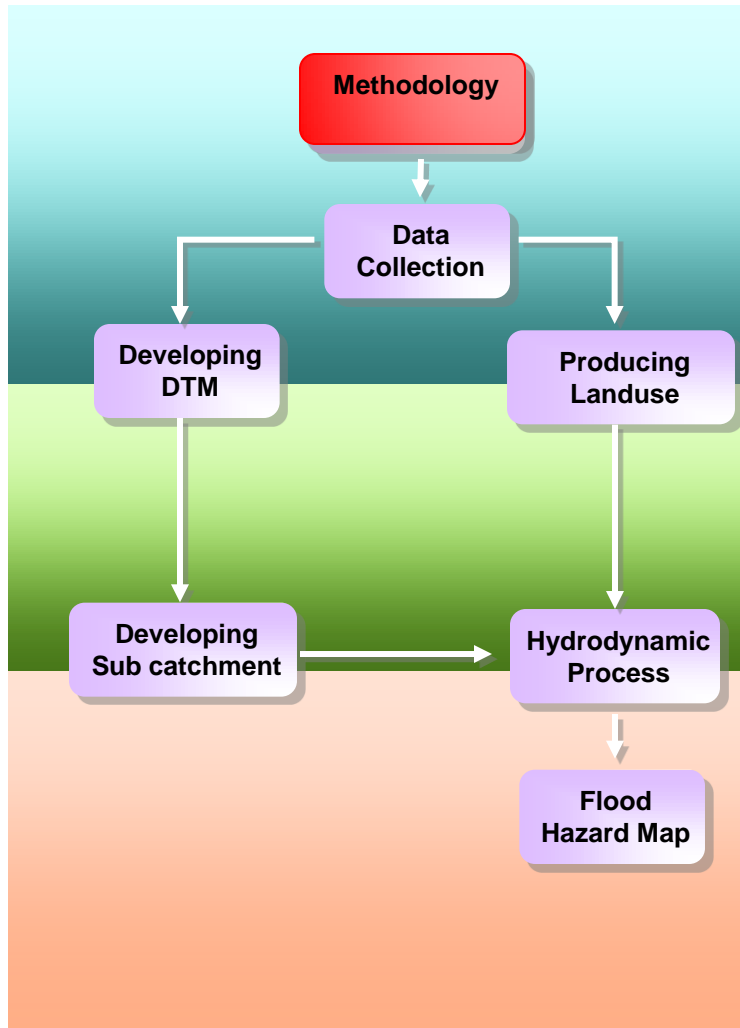 Methodology
Data
Collection
Developing
DTM
Producing
Landuse
Developing
Sub catchment
Hydrodynamic
Process
Flood
Hazard Map